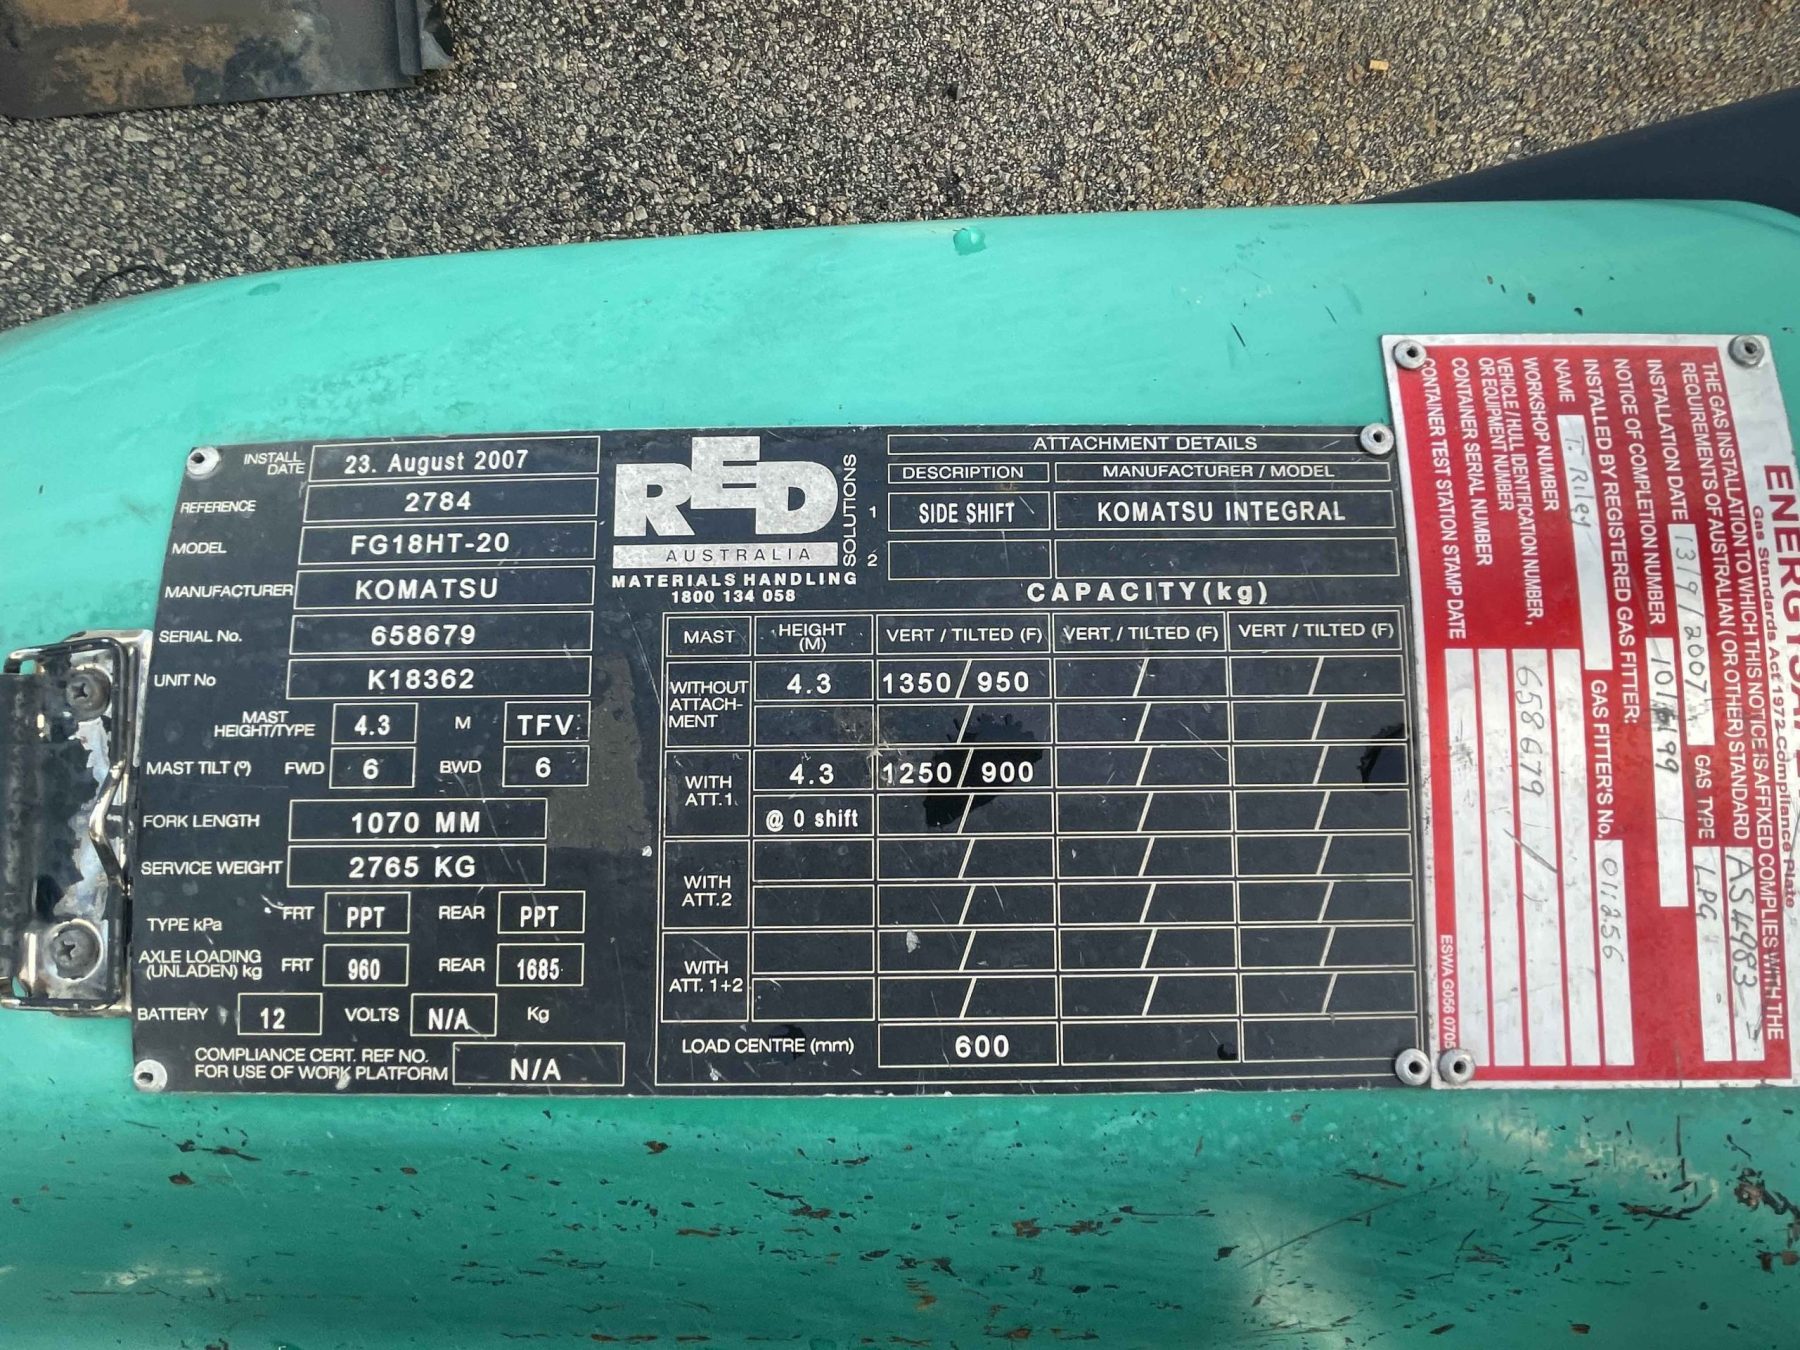 INSTALL DATE 23. August 2007
REFERENCE 2784
MODEL FG18HT-20
MANUFACTURER KOMATSU
SERIAL No. 658679
UNIT No K18362
MAST HEIGHT/TYPE 4.3 M TFV
MAST TILT (º) FWD 6 BWD 6
FORK LENGTH 1070 MM
SERVICE WEIGHT 2765 KG
TYPE kPa FRT PPT REAR PPT
AXLE LOADING (UNLADEN) kg FRT 960 REAR 1685
BATTERY 12 VOLTS N/A Kg
COMPLIANCE CERT. REF NO.
FOR USE OF WORK PLATFORM N/A
RED SOLUTIONS
AUSTRALIA
MATERIALS HANDLING
1800 134 058
ATTACHMENT DETAILS
DESCRIPTION MANUFACTURER / MODEL
1 SIDE SHIFT KOMATSU INTEGRAL
2
CAPACITY (kg)
MAST HEIGHT (M) VERT / TILTED (F) VERT / TILTED (F) VERT / TILTED (F)
WITHOUT ATTACH-MENT 4.3 1350 / 950 / /
/ / /
WITH ATT.1 4.3 1250 / 900 / /
@ 0 shift / / /
WITH ATT.2 / / /
/ / /
WITH ATT. 1+2 / / /
/ / /
LOAD CENTRE (mm) 600
Gas Standards Act 1972 Compliance Plate
THE GAS INSTALLATION TO WHICH THIS NOTICE IS AFFIXED COMPLIES WITH THE
REQUIREMENTS OF AUSTRALIAN (OR OTHER) STANDARD AS4983
INSTALLATION DATE 13/9/2007 GAS TYPE LPG
NOTICE OF COMPLETION NUMBER
INSTALLED BY REGISTERED GAS FITTER:
NAME T. Riley GAS FITTER'S No. 011256
WORKSHOP NUMBER
VEHICLE / HULL IDENTIFICATION NUMBER,
OR EQUIPMENT NUMBER 658679
CONTAINER SERIAL NUMBER
CONTAINER TEST STATION STAMP DATE
ESWA G056 0705